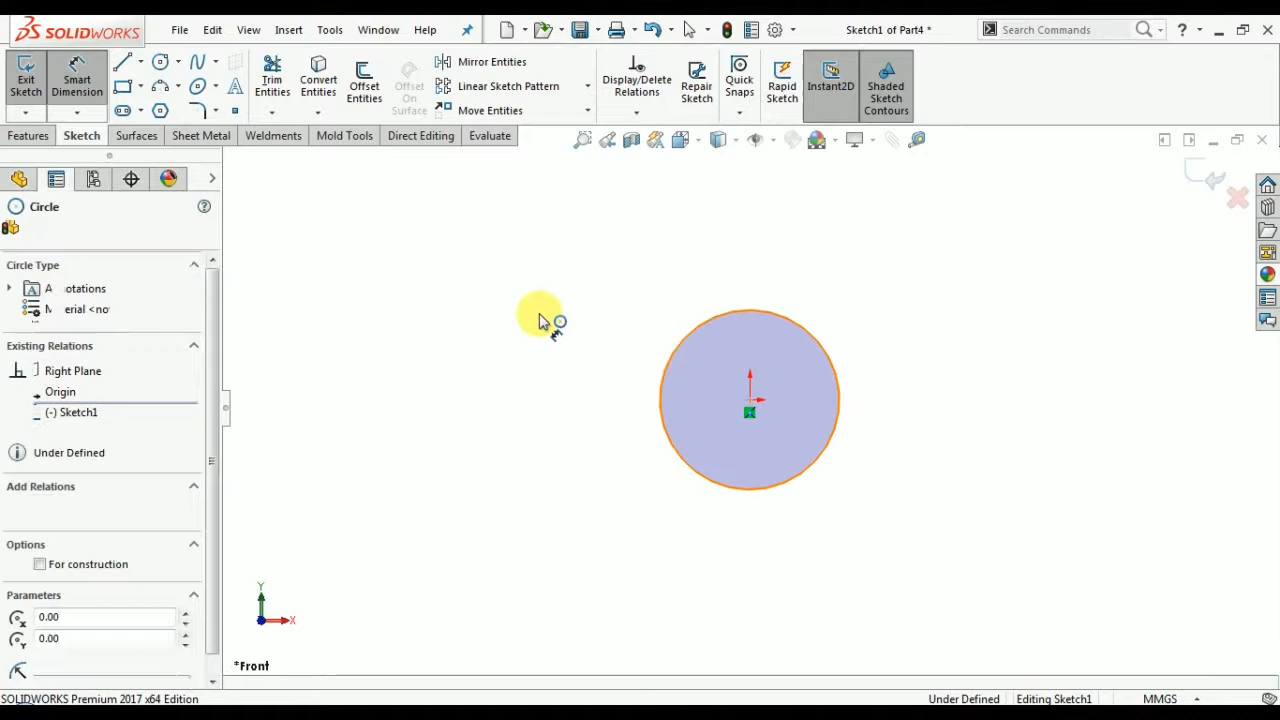 SOLIDWORKS
File Edit View Insert Tools Window Help
Sketch1 of Part4 *
Search Commands
Exit Sketch
Smart Dimension
Trim Entities
Convert Entities
Offset Entities
Offset On Surface
Mirror Entities
Linear Sketch Pattern
Move Entities
Display/Delete Relations
Repair Sketch
Quick Snaps
Rapid Sketch
Instant2D
Shaded Sketch Contours
Features Sketch Surfaces Sheet Metal Weldments Mold Tools Direct Editing Evaluate
Circle
Circle Type
A otations
M erial <no
Existing Relations
Right Plane
Origin
(-) Sketch1
Under Defined
Add Relations
Options
For construction
Parameters
0.00
0.00
Y
X
*Front
SOLIDWORKS Premium 2017 x64 Edition
Under Defined Editing Sketch1 MMGS